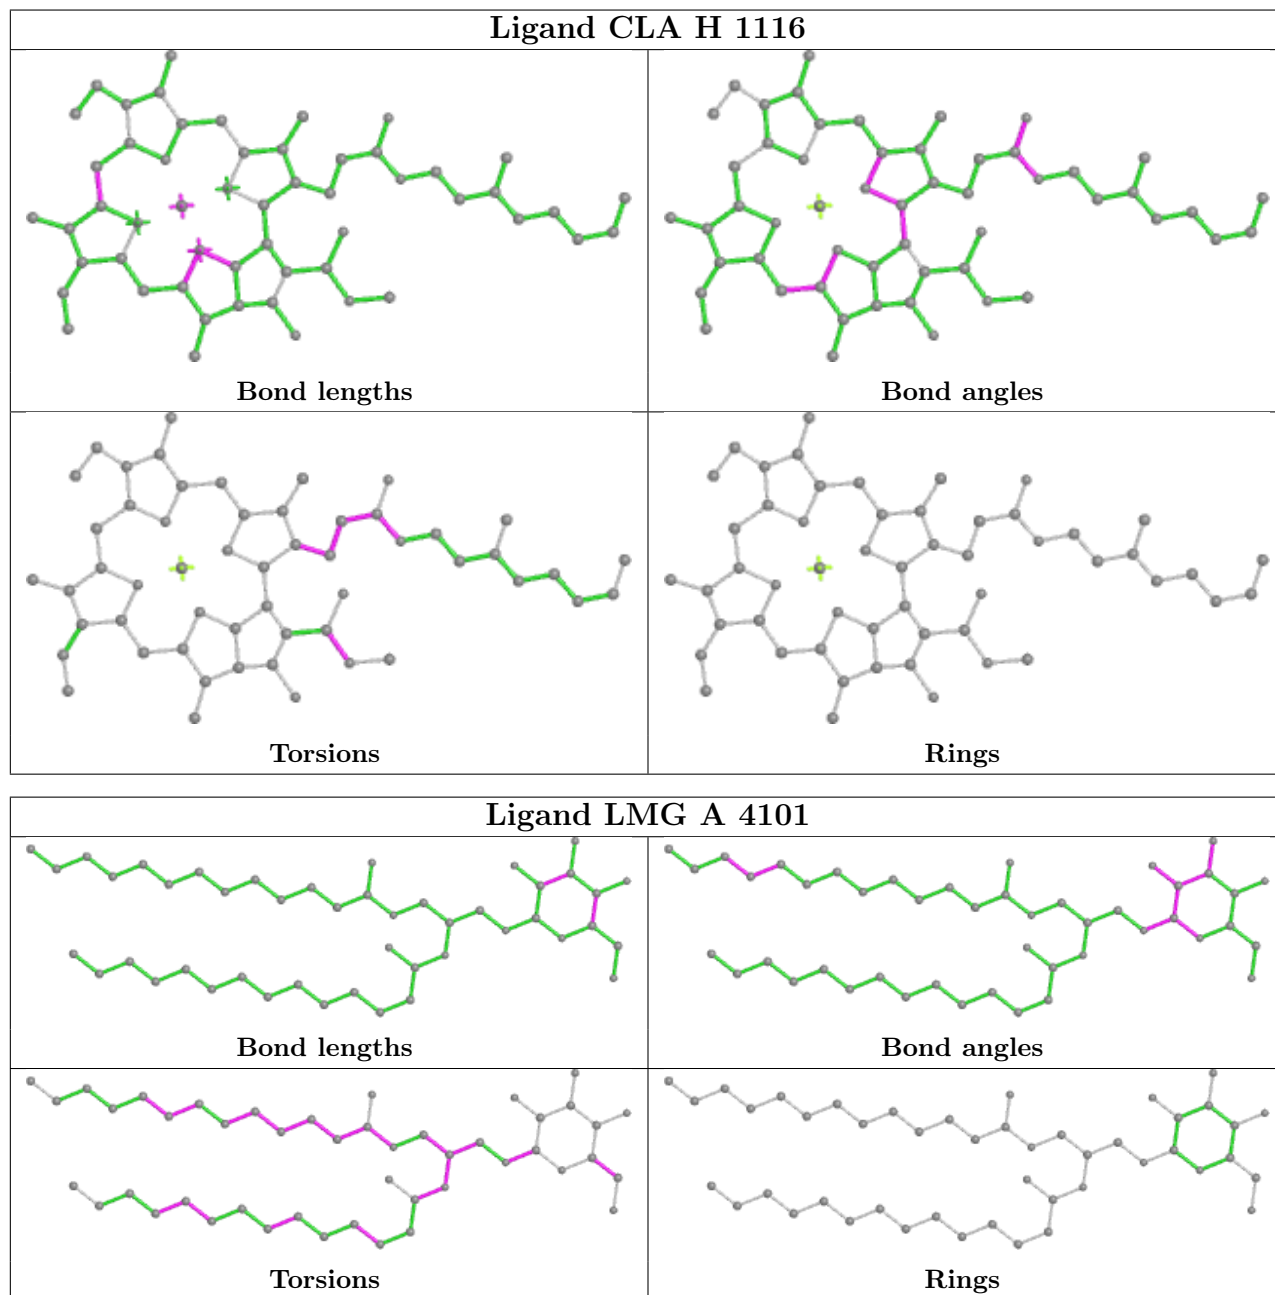 Ligand CLA H 1116
Bond lengths
Bond angles
Torsions
Rings
Ligand LMG A 4101
Bond lengths
Bond angles
Torsions
Rings